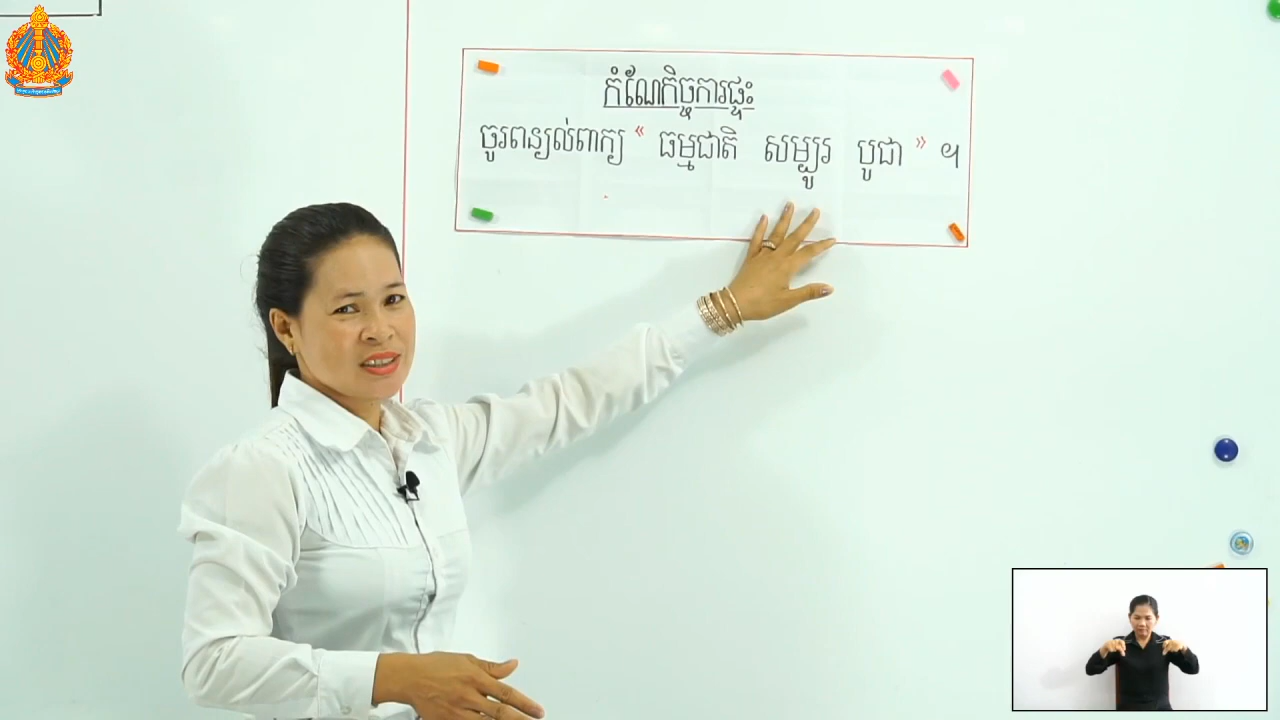 កំណែកិច្ចការផ្ទះ
ចូរពន្យល់ពាក្យ « ធម្មជាតិ សម្បូរ បូជា » ។